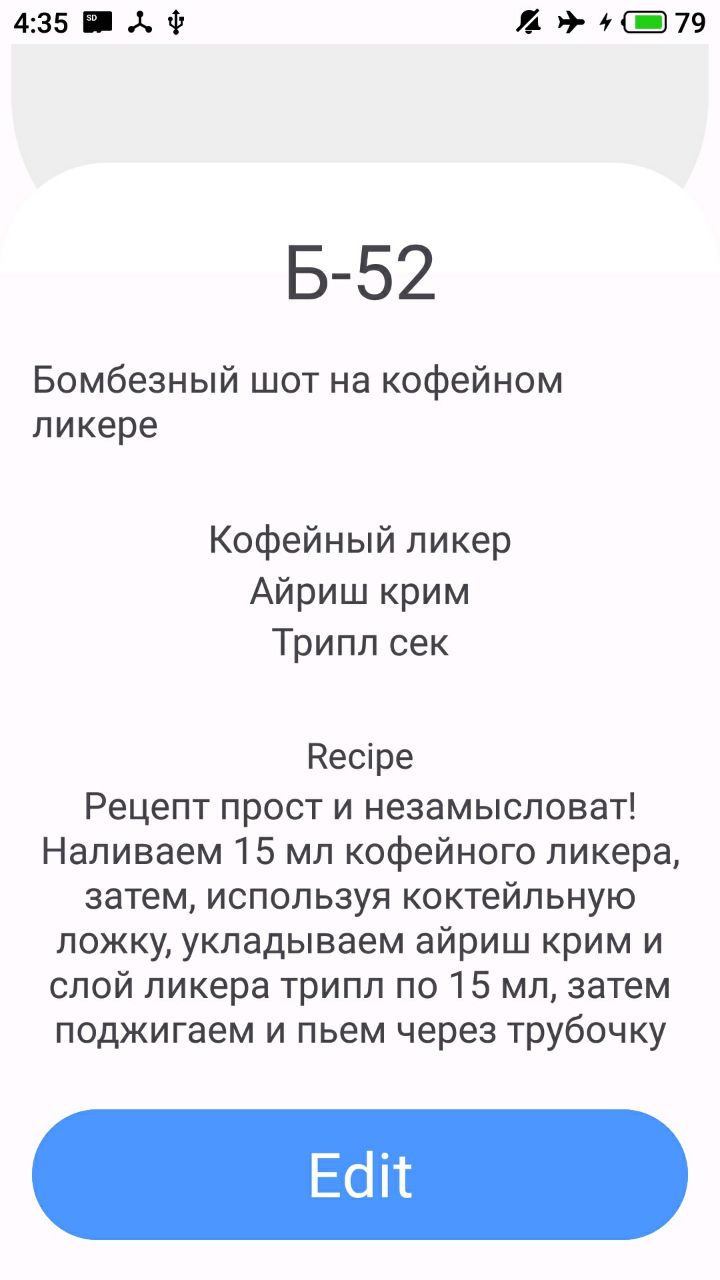 4:35
SD
79
Б-52
Бомбезный шот на кофейном
ликере
Кофейный ликер
Айриш крим
Трипл сек
Recipe
Рецепт прост и незамысловат!
Наливаем 15 мл кофейного ликера,
затем, используя коктейльную
ложку, укладываем айриш крим и
слой ликера трипл по 15 мл, затем
поджигаем и пьем через трубочку
Edit